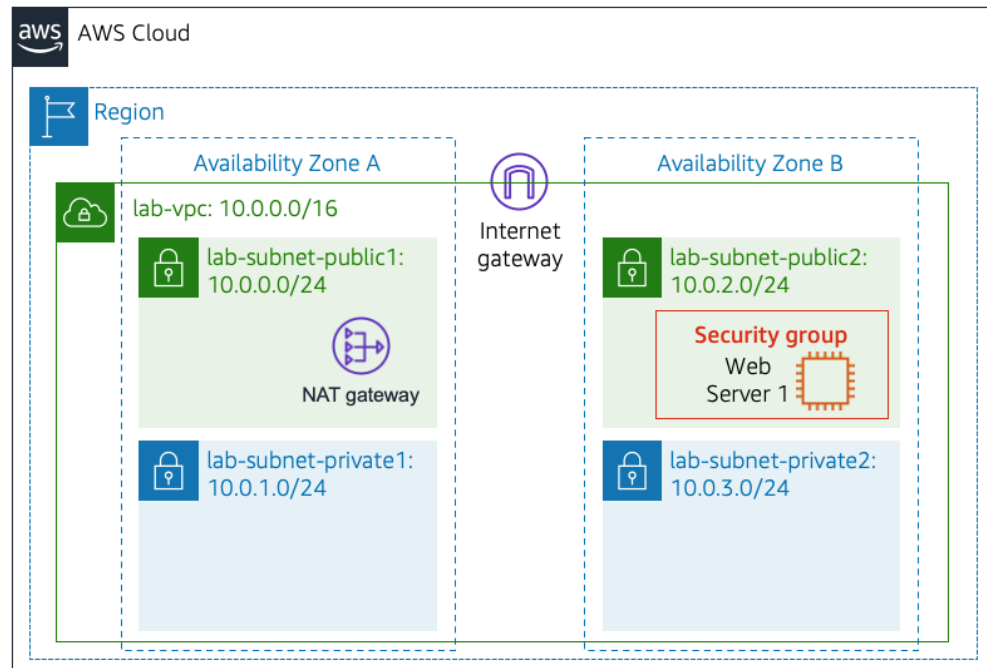 aws AWS Cloud
Region
Availability Zone A
Availability Zone B
lab-vpc: 10.0.0.0/16
Internet
gateway
lab-subnet-public1:
10.0.0.0/24
NAT gateway
lab-subnet-public2:
10.0.2.0/24
Security group
Web
Server 1
lab-subnet-private1:
10.0.1.0/24
lab-subnet-private2:
10.0.3.0/24